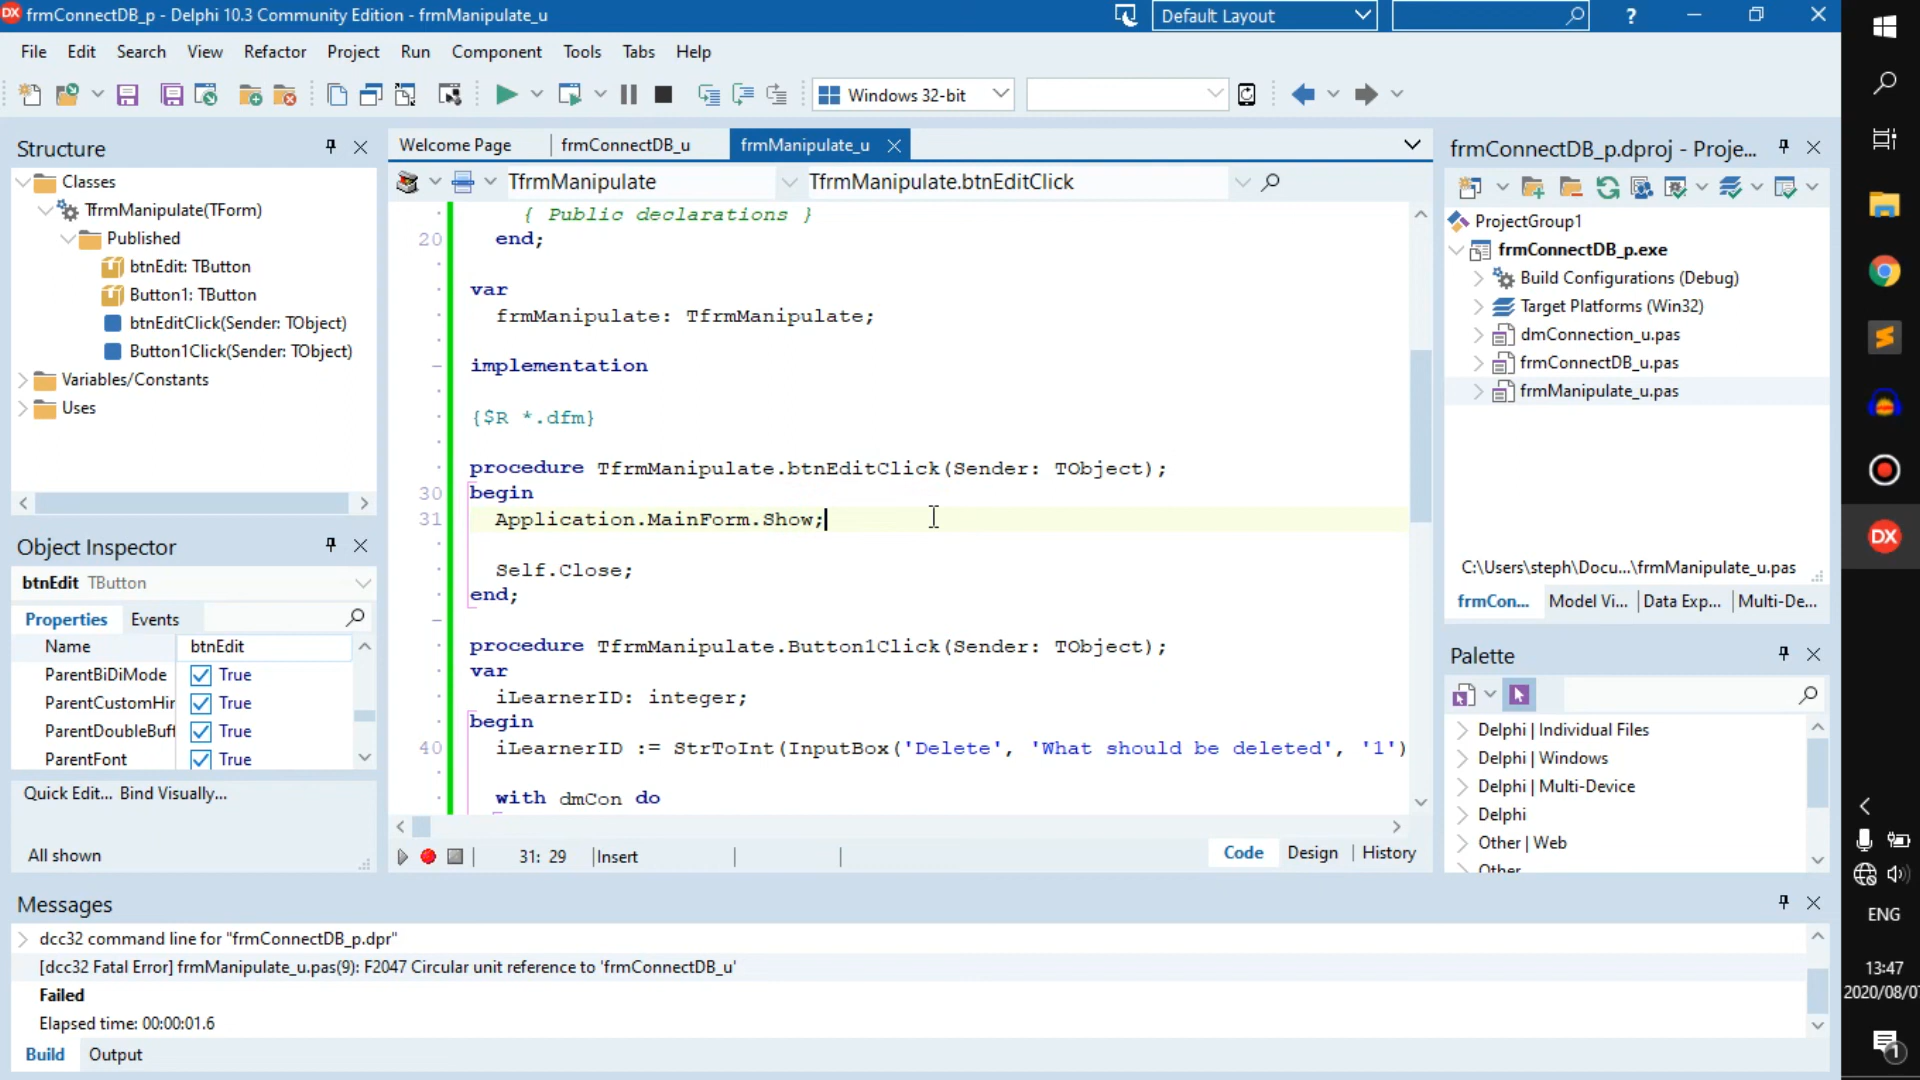 frmConnectDB_p - Delphi 10.3 Community Edition - frmManipulate_u
Default Layout
?
File Edit Search View Refactor Project Run Component Tools Tabs Help
Windows 32-bit
Structure
Classes
TfrmManipulate(TForm)
Published
btnEdit: TButton
Button1: TButton
btnEditClick(Sender: TObject)
Button1Click(Sender: TObject)
Variables/Constants
Uses
Object Inspector
btnEdit TButton
Properties Events
Name btnEdit
ParentBiDiMode True
ParentCustomHir True
ParentDoubleBuff True
ParentFont True
Quick Edit... Bind Visually...
All shown
Welcome Page frmConnectDB_u frmManipulate_u
TfrmManipulate TfrmManipulate.btnEditClick
{ Public declarations }
20 end;
var
frmManipulate: TfrmManipulate;
implementation
{$R *.dfm}
procedure TfrmManipulate.btnEditClick(Sender: TObject);
30 begin
31 Application.MainForm.Show;
Self.Close;
end;
procedure TfrmManipulate.Button1Click(Sender: TObject);
var
iLearnerID: integer;
begin
40 iLearnerID := StrToInt(InputBox('Delete', 'What should be deleted', '1')
with dmCon do
31: 29 Insert
Code Design History
frmConnectDB_p.dproj - Proje...
ProjectGroup1
frmConnectDB_p.exe
Build Configurations (Debug)
Target Platforms (Win32)
dmConnection_u.pas
frmConnectDB_u.pas
frmManipulate_u.pas
C:\Users\steph\Docu...\frmManipulate_u.pas
frmCon... Model Vi... Data Exp... Multi-De...
Palette
Delphi | Individual Files
Delphi | Windows
Delphi | Multi-Device
Delphi
Other | Web
Other
Messages
dcc32 command line for "frmConnectDB_p.dpr"
[dcc32 Fatal Error] frmManipulate_u.pas(9): F2047 Circular unit reference to 'frmConnectDB_u'
Failed
Elapsed time: 00:00:01.6
Build Output
DX
ENG
13:47
2020/08/0
1